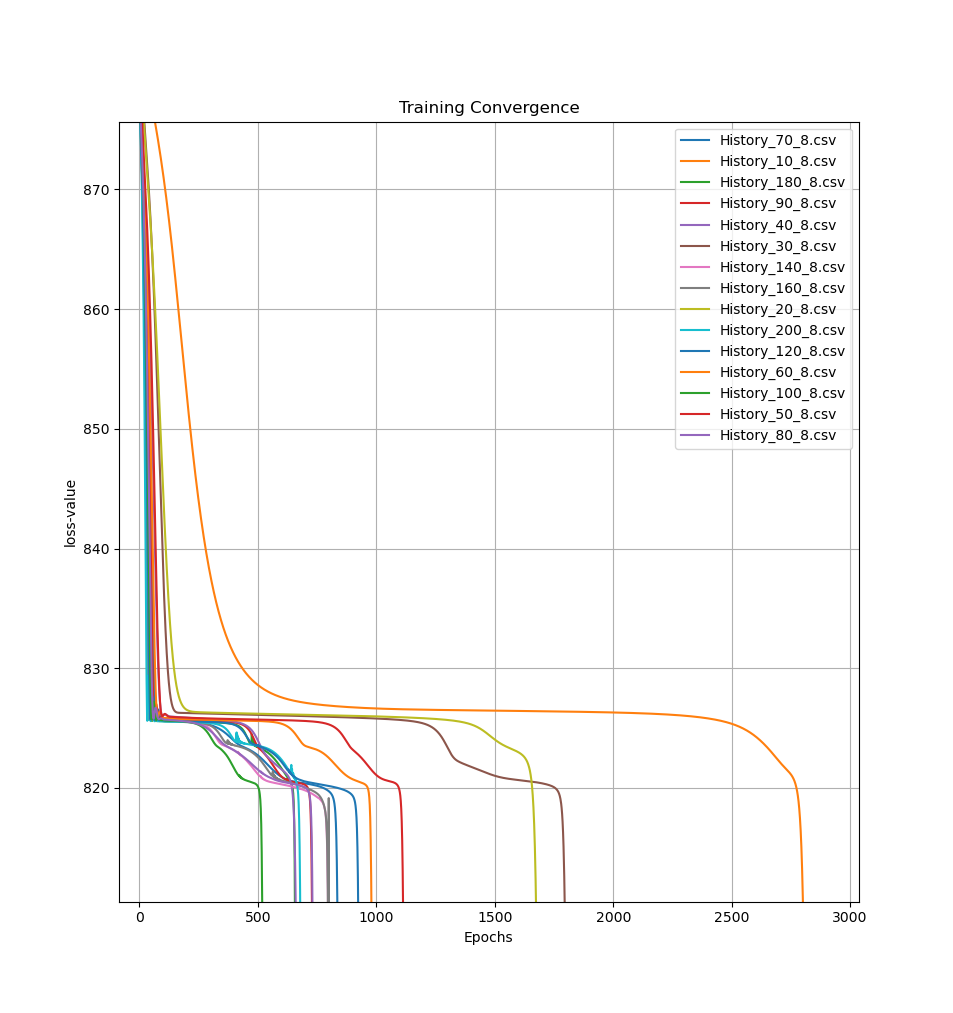 Training Convergence
History_70_8.csv
History_10_8.csv
History_180_8.csv
History_90_8.csv
History_40_8.csv
History_30_8.csv
History_140_8.csv
History_160_8.csv
History_20_8.csv
History_200_8.csv
History_120_8.csv
History_60_8.csv
History_100_8.csv
History_50_8.csv
History_80_8.csv
870
860
850
840
830
820
loss-value
0 500 1000 1500 2000 2500 3000
Epochs